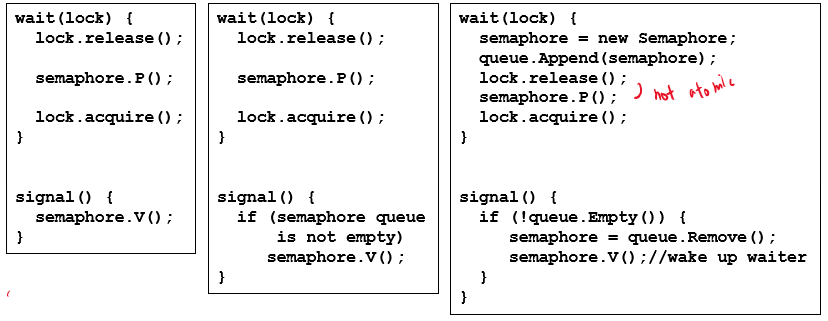 wait(lock) {
lock.release();
semaphore.P();
lock.acquire();
}
signal() {
semaphore.V();
}
wait(lock) {
lock.release();
semaphore.P();
lock.acquire();
}
signal() {
if (semaphore queue
is not empty)
semaphore.V();
}
wait(lock) {
semaphore = new Semaphore;
queue.Append(semaphore);
lock.release();
semaphore.P();
not atomic
lock.acquire();
}
signal() {
if (!queue.Empty()) {
semaphore = queue.Remove();
semaphore.V();//wake up waiter
}
}